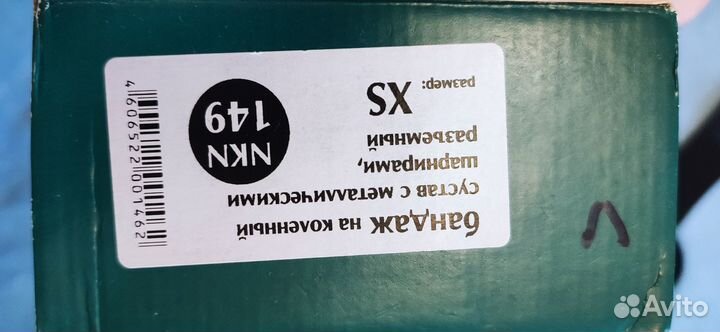 бандаж на коленный
сустав с металлическими
шарнирами,
разъемный
размер: XS
NKN
149
4606522001462
Avito